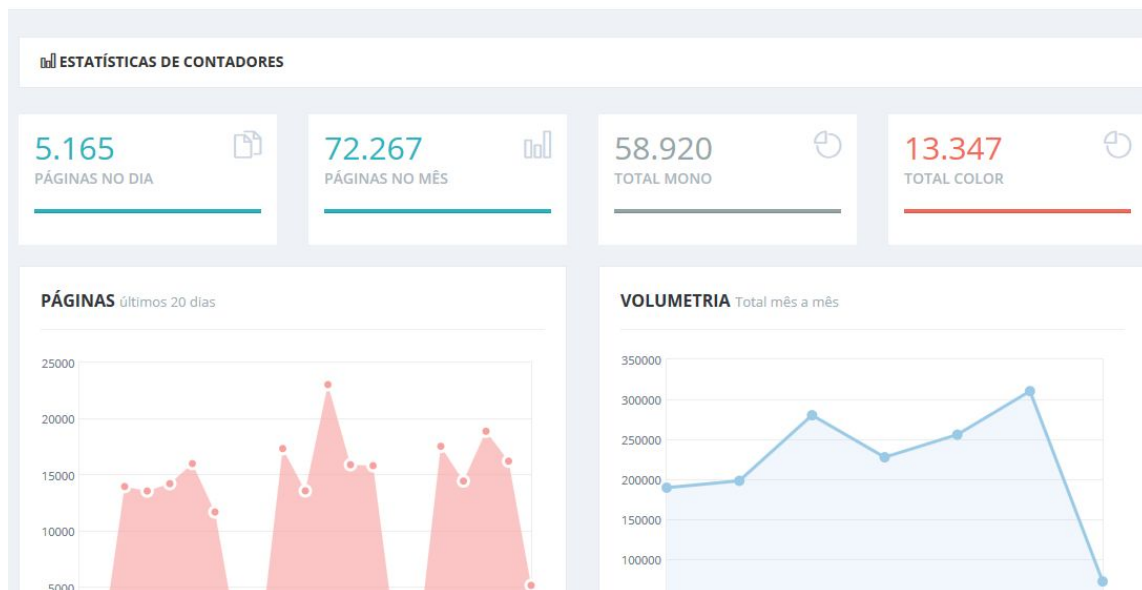 ESTATÍSTICAS DE CONTADORES
5.165
PÁGINAS NO DIA
72.267
PÁGINAS NO MÊS
58.920
TOTAL MONO
13.347
TOTAL COLOR
PÁGINAS últimos 20 dias
25000
20000
15000
10000
5000
VOLUMETRIA Total mês a mês
350000
300000
250000
200000
150000
100000